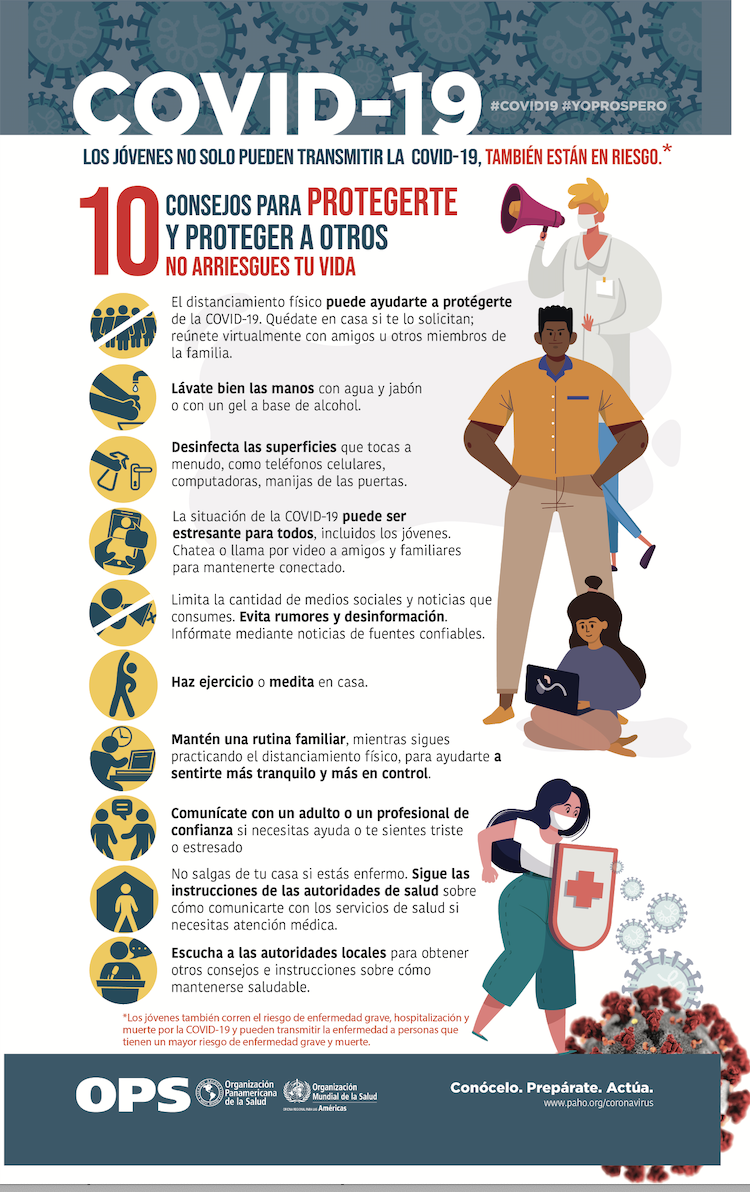 COVID-19
#COVID19 #YOPROSPERO
LOS JÓVENES NO SOLO PUEDEN TRANSMITIR LA COVID-19, TAMBIÉN ESTÁN EN RIESGO.*
10 CONSEJOS PARA PROTEGERTE
Y PROTEGER A OTROS
NO ARRIESGUES TU VIDA
El distanciamiento físico puede ayudarte a protégerte
de la COVID-19. Quédate en casa si te lo solicitan;
reúnete virtualmente con amigos u otros miembros de
la familia.
Lávate bien las manos con agua y jabón
o con un gel a base de alcohol.
Desinfecta las superficies que tocas a
menudo, como teléfonos celulares,
computadoras, manijas de las puertas.
La situación de la COVID-19 puede ser
estresante para todos, incluidos los jóvenes.
Chatea o llama por video a amigos y familiares
para mantenerte conectado.
Limita la cantidad de medios sociales y noticias que
consumes. Evita rumores y desinformación.
Infórmate mediante noticias de fuentes confiables.
Haz ejercicio o medita en casa.
Mantén una rutina familiar, mientras sigues
practicando el distanciamiento físico, para ayudarte a
sentirte más tranquilo y más en control.
Comunícate con un adulto o un profesional de
confianza si necesitas ayuda o te sientes triste
o estresado
No salgas de tu casa si estás enfermo. Sigue las
instrucciones de las autoridades de salud sobre
cómo comunicarte con los servicios de salud si
necesitas atención médica.
Escucha a las autoridades locales para obtener
otros consejos e instrucciones sobre cómo
mantenerse saludable.
*Los jóvenes también corren el riesgo de enfermedad grave, hospitalización y
muerte por la COVID-19 y pueden transmitir la enfermedad a personas que
tienen un mayor riesgo de enfermedad grave y muerte.
OPS
Organización
Panamericana
de la Salud
Organización
Mundial de la Salud
OFICINA REGIONAL PARA LAS Américas
Conócelo. Prepárate. Actúa.
www.paho.org/coronavirus